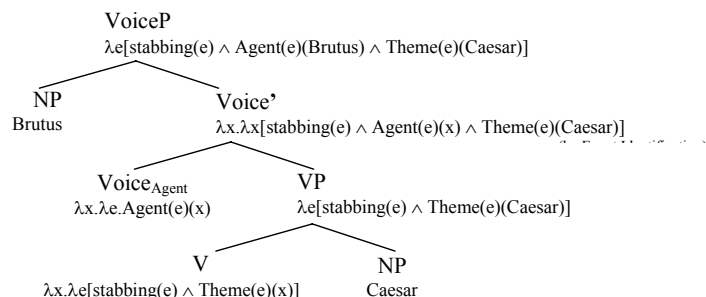 VoiceP
λe[stabbing(e) ∧ Agent(e)(Brutus) ∧ Theme(e)(Caesar)]
NP Voice’
Brutus λx.λx[stabbing(e) ∧ Agent(e)(x) ∧ Theme(e)(Caesar)]
VoiceAgent VP
λx.λe.Agent(e)(x) λe[stabbing(e) ∧ Theme(e)(Caesar)]
V NP
λx.λe[stabbing(e) ∧ Theme(e)(x)] Caesar